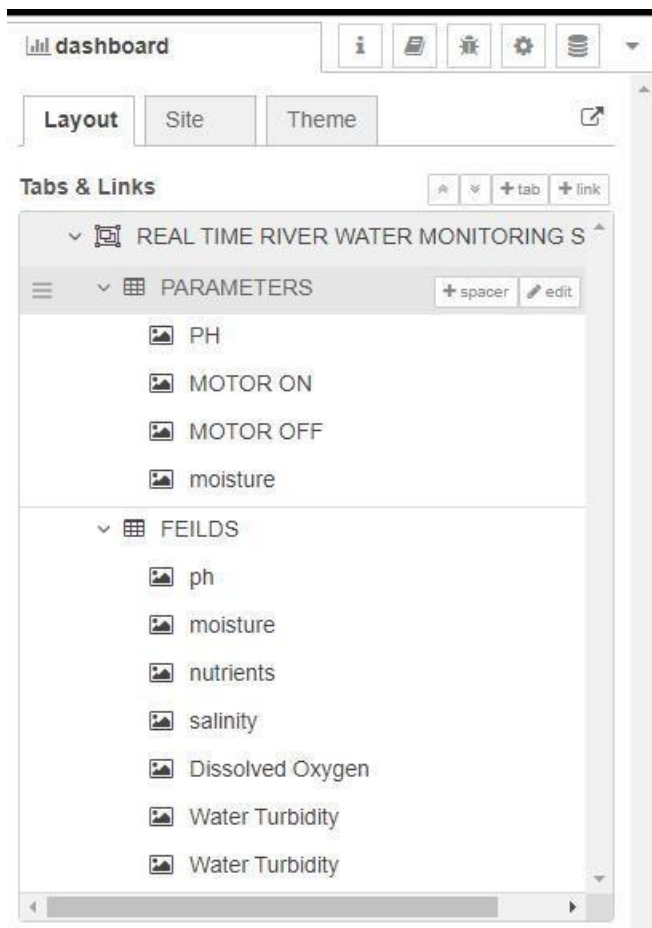 dashboard i
Layout Site Theme
Tabs & Links +tab +link
REAL TIME RIVER WATER MONITORING S
PARAMETERS +spacer edit
PH
MOTOR ON
MOTOR OFF
moisture
FEILDS
ph
moisture
nutrients
salinity
Dissolved Oxygen
Water Turbidity
Water Turbidity